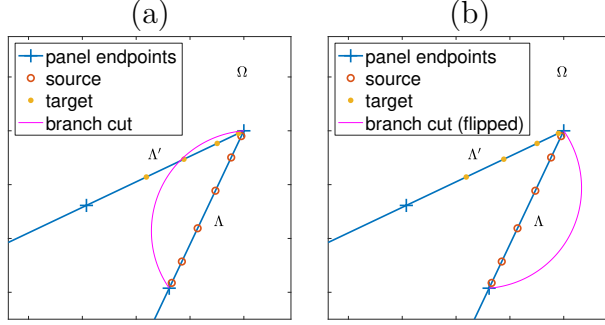 (a)
panel endpoints
source
target
branch cut
Ω
Λ′
Λ
(b)
panel endpoints
source
target
branch cut (flipped)
Ω
Λ′
Λ